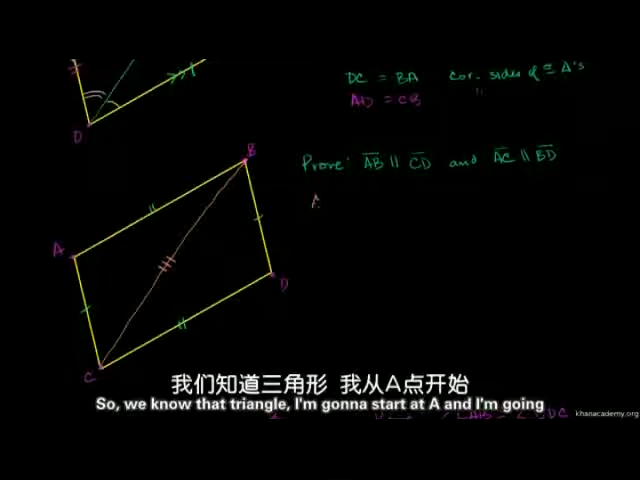 D
DC = BA cor. sides of ≅ Δ's
AD = CB "
B
Prove: AB || CD and AC || BD
A
D
C
我们知道三角形 我从A点开始
So, we know that triangle, I'm gonna start at A and I'm going
DC khanacademy.org